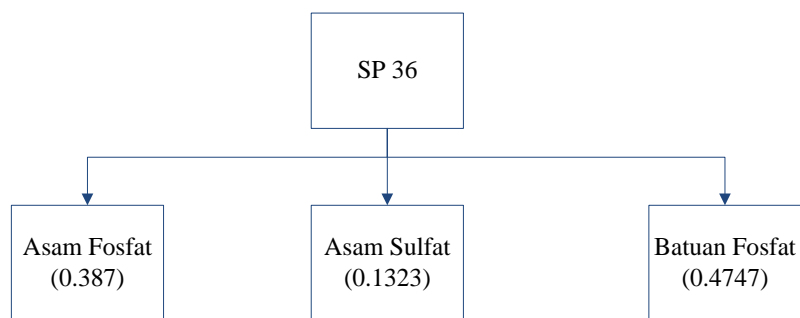 SP 36
Asam Fosfat
(0.387)
Asam Sulfat
(0.1323)
Batuan Fosfat
(0.4747)